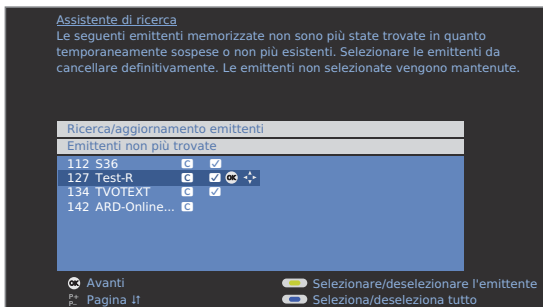 Assistente di ricerca
Le seguenti emittenti memorizzate non sono più state trovate in quanto
temporaneamente sospese o non più esistenti. Selezionare le emittenti da
cancellare definitivamente. Le emittenti non selezionate vengono mantenute.
Ricerca/aggiornamento emittenti
Emittenti non più trovate
112 S36 C
127 Test-R C OK
134 TVOTEXT C
142 ARD-Online... C
OK Avanti
Selezionare/deselezionare l'emittente
P+ P– Pagina
Seleziona/deseleziona tutto